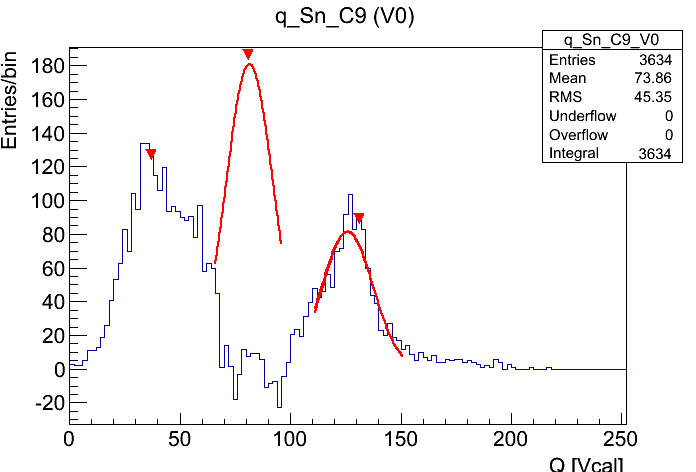 q_Sn_C9 (V0)
q_Sn_C9_V0
Entries 3634
Mean 73.86
RMS 45.35
Underflow 0
Overflow 0
Integral 3634
Entries/bin
180
160
140
120
100
80
60
40
20
0
-20
0 50 100 150 200 250
Q [Vcal]